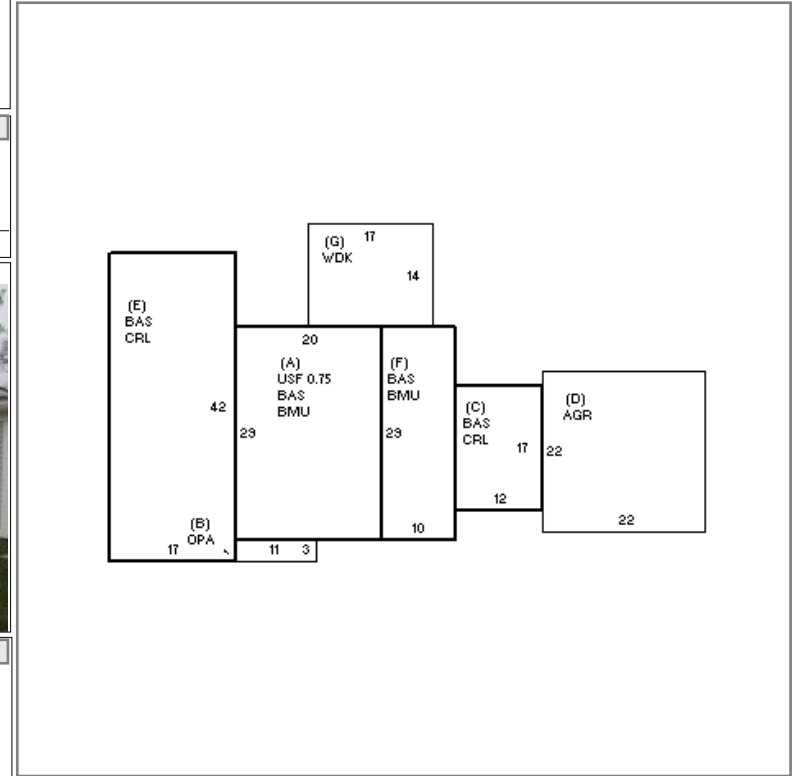 (G)
WDK
17
14
(E)
BAS
CRL
42
17
(B)
OPA
20
(A)
USF 0.75
BAS
BMU
29
11
3
(F)
BAS
BMU
29
10
(C)
BAS
CRL
17
12
(D)
AGR
22
22